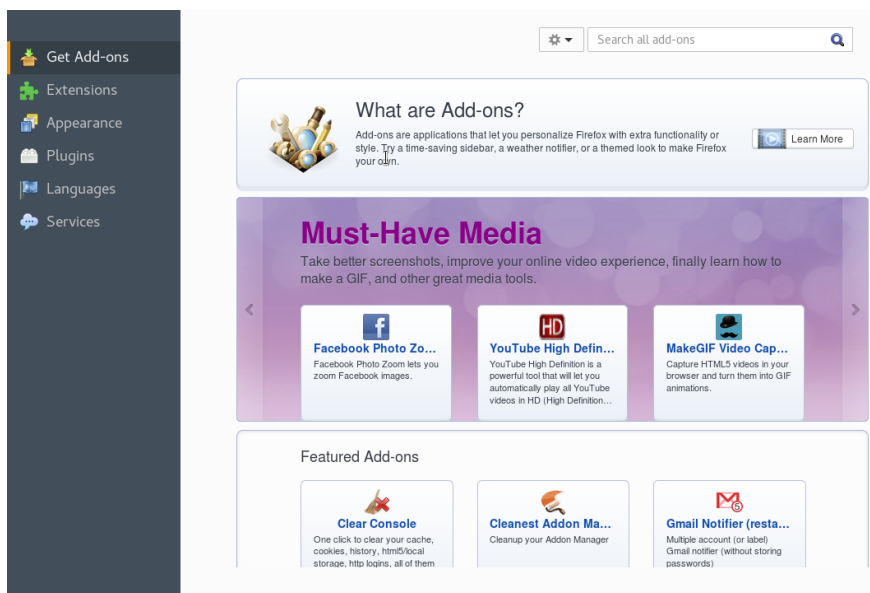 Get Add-ons
Extensions
Appearance
Plugins
Languages
Services
Search all add-ons
What are Add-ons?
Add-ons are applications that let you personalize Firefox with extra functionality or
style. Try a time-saving sidebar, a weather notifier, or a themed look to make Firefox
your own.
Learn More
Must-Have Media
Take better screenshots, improve your online video experience, finally learn how to
make a GIF, and other great media tools.
Facebook Photo Zo...
Facebook Photo Zoom lets you
zoom Facebook images.
HD
YouTube High Defin...
YouTube High Definition is a
powerful tool that will let you
automatically play all YouTube
videos in HD (High Definition...
MakeGIF Video Cap...
Capture HTML5 videos in your
browser and turn them into GIF
animations.
Featured Add-ons
Clear Console
One click to clear your cache,
cookies, history, html5/local
storage, http logins, all of them
Cleanest Addon Ma...
Cleanup your Addon Manager
5
Gmail Notifier (resta...
Multiple account (or label)
Gmail notifier (without storing
passwords)